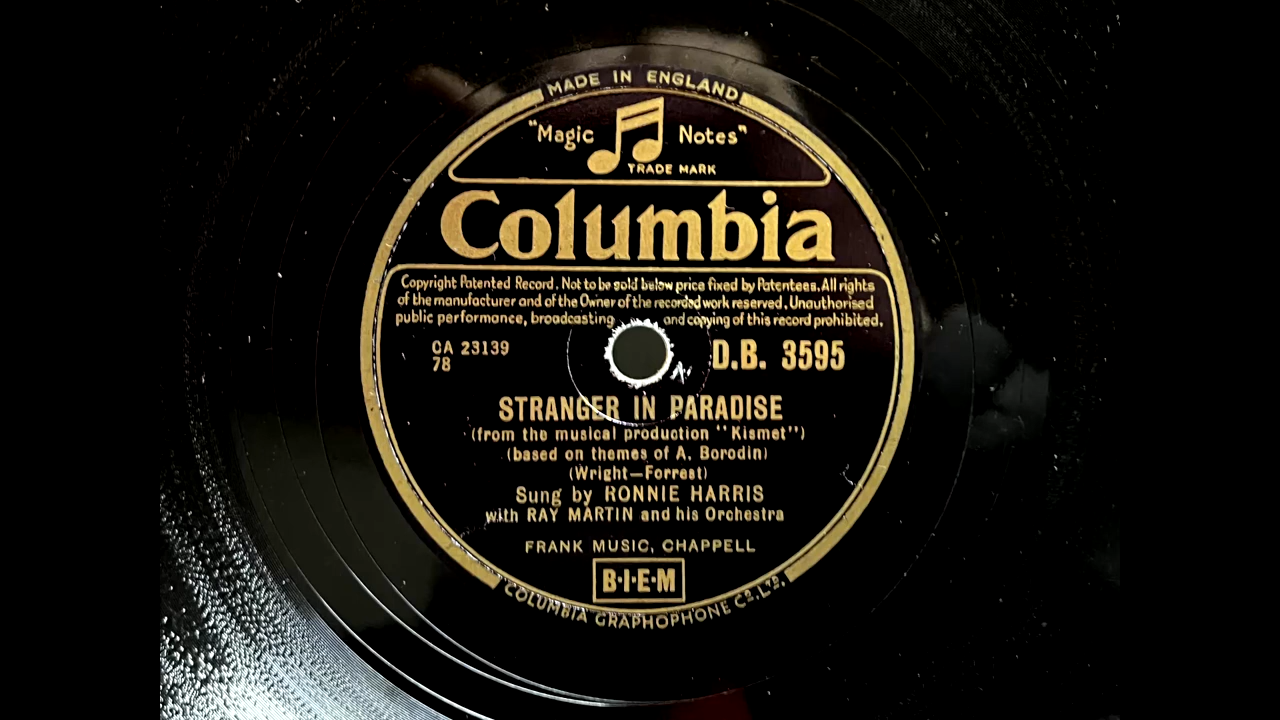 MADE IN ENGLAND
"Magic Notes"
TRADE MARK
Columbia
Copyright Patented Record. Not to be sold below price fixed by Patentees. All rights
of the manufacturer and of the Owner of the recorded work reserved. Unauthorised
public performance, broadcasting and copying of this record prohibited.
CA 23139
78
D.B. 3595
STRANGER IN PARADISE
(from the musical production "Kismet")
(based on themes of A. Borodin)
(Wright—Forrest)
Sung by RONNIE HARRIS
with RAY MARTIN and his Orchestra
FRANK MUSIC, CHAPPELL
B·I·E·M
COLUMBIA GRAPHOPHONE Co. LTD.